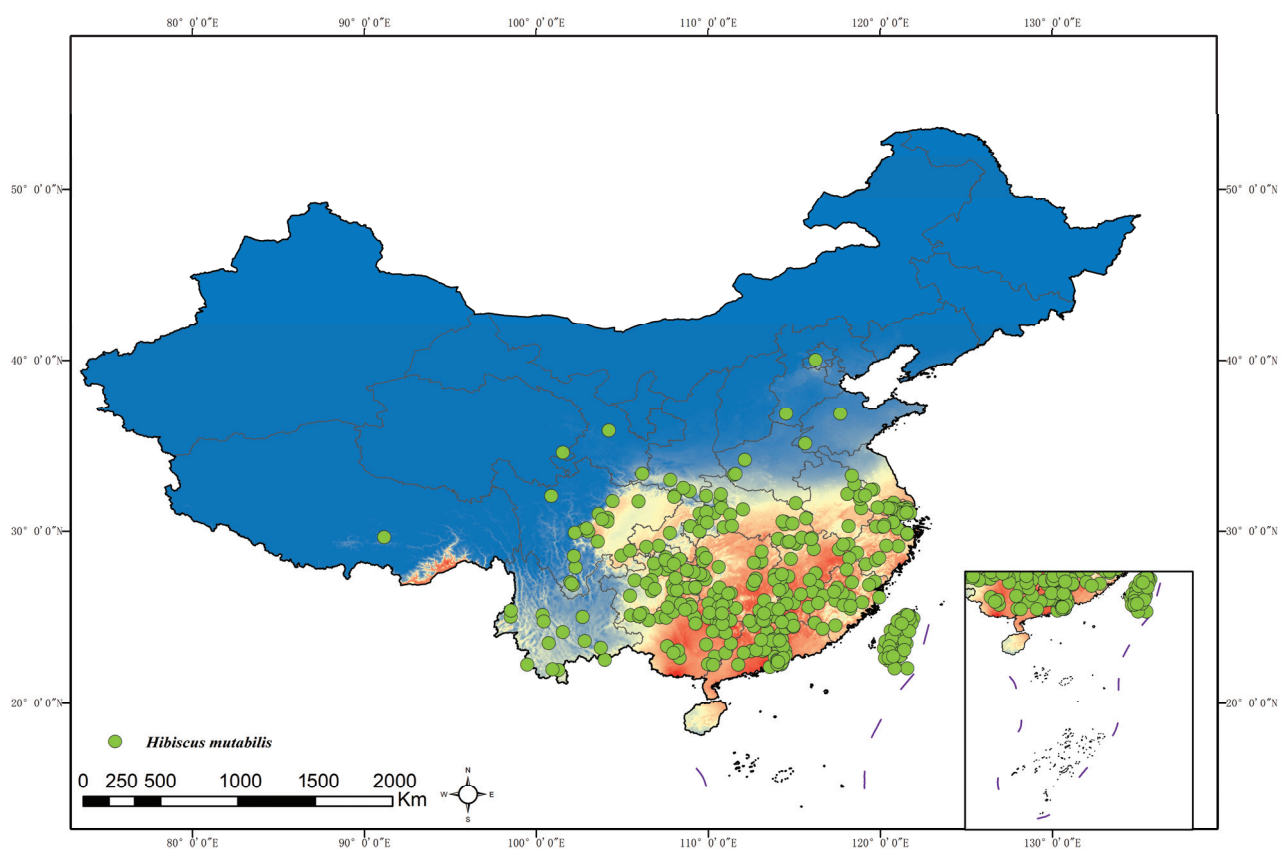 80° 0'0"E 90° 0'0"E 100° 0'0"E 110° 0'0"E 120° 0'0"E 130° 0'0"E
50° 0'0"N 50° 0'0"N
40° 0'0"N 40° 0'0"N
30° 0'0"N 30° 0'0"N
20° 0'0"N 20° 0'0"N
Hibiscus mutabilis
0 250 500 1000 1500 2000
Km
N
W E
S
80° 0'0"E 90° 0'0"E 100° 0'0"E 110° 0'0"E 120° 0'0"E 130° 0'0"E